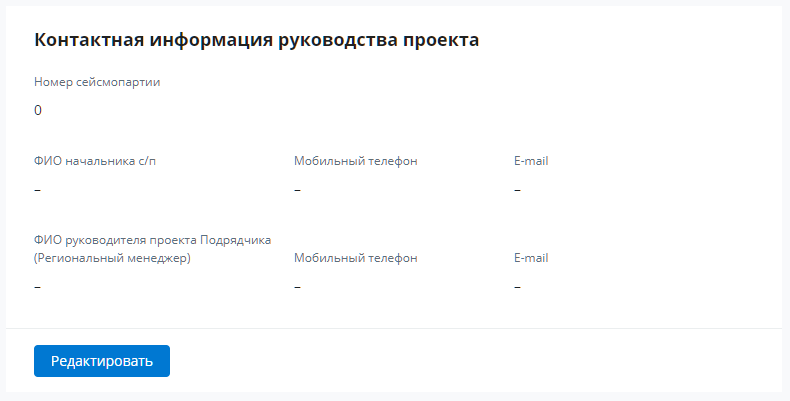 Контактная информация руководства проекта
Номер сейсмопартии
0
ФИО начальника с/п Мобильный телефон E-mail
– – –
ФИО руководителя проекта Подрядчика
(Региональный менеджер) Мобильный телефон E-mail
– – –
Редактировать